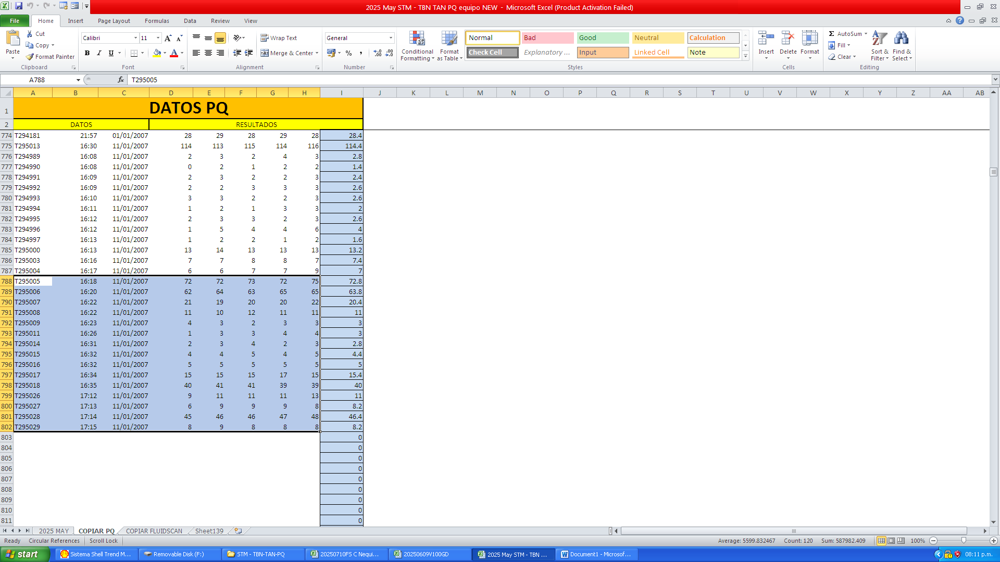 2025 May STM - TBN TAN PQ equipo NEW - Microsoft Excel (Product Activation Failed)
File Home Insert Page Layout Formulas Data Review View
Paste
Cut
Copy
Format Painter
Clipboard
Calibri 11
B I U
Font
Wrap Text
Merge & Center
Alignment
General
% ,
Number
Conditional Formatting
Format as Table
Normal Bad Good Neutral Calculation
Check Cell Explanatory ... Input Linked Cell Note
Styles
Insert Delete Format
Cells
AutoSum
Fill
Clear
Sort & Filter
Find & Select
Editing
A788 fx T295005
A B C D E F G H I J K L M N O P Q R S T U V W X Y Z AA AB
1 DATOS PQ
2 DATOS RESULTADOS
774 T294181 21:57 01/01/2007 28 29 28 29 28 28.4
775 T295013 16:30 11/01/2007 114 113 115 114 116 114.4
776 T294989 16:08 11/01/2007 2 3 2 4 3 2.8
777 T294990 16:08 11/01/2007 0 2 1 2 2 1.4
778 T294991 16:09 11/01/2007 2 3 2 2 3 2.4
779 T294992 16:09 11/01/2007 2 2 3 3 3 2.6
780 T294993 16:10 11/01/2007 3 3 2 2 3 2.6
781 T294994 16:11 11/01/2007 1 2 1 3 3 2
782 T294995 16:12 11/01/2007 2 3 3 2 3 2.6
783 T294996 16:12 11/01/2007 1 5 4 4 6 4
784 T294997 16:13 11/01/2007 1 2 2 1 2 1.6
785 T295000 16:13 11/01/2007 13 14 13 13 13 13.2
786 T295003 16:16 11/01/2007 7 7 8 8 7 7.4
787 T295004 16:17 11/01/2007 6 6 7 7 9 7
788 T295005 16:18 11/01/2007 72 72 73 72 75 72.8
789 T295006 16:20 11/01/2007 62 64 63 65 65 63.8
790 T295007 16:22 11/01/2007 21 19 20 20 22 20.4
791 T295008 16:22 11/01/2007 11 10 12 11 11 11
792 T295009 16:23 11/01/2007 4 3 2 3 3 3
793 T295011 16:26 11/01/2007 1 3 3 4 4 3
794 T295014 16:31 11/01/2007 2 3 4 2 3 2.8
795 T295015 16:32 11/01/2007 4 4 5 4 5 4.4
796 T295016 16:32 11/01/2007 5 5 5 5 5 5
797 T295017 16:34 11/01/2007 15 15 15 17 15 15.4
798 T295018 16:35 11/01/2007 40 41 41 39 39 40
799 T295026 17:12 11/01/2007 9 11 11 11 13 11
800 T295027 17:13 11/01/2007 6 9 9 9 8 8.2
801 T295028 17:14 11/01/2007 45 46 46 47 48 46.4
802 T295029 17:15 11/01/2007 8 9 8 8 8 8.2
803 0
804 0
805 0
806 0
807 0
808 0
809 0
810 0
811 0
2025 MAY COPIAR PQ COPIAR FLUIDSCAN Sheet139
Ready Circular References Scroll Lock Average: 5599.832467 Count: 120 Sum: 587982.409 100%
start Sistema Shell Trend M... Removable Disk (F:) STM - TBN-TAN-PQ 20250710FS C Nequi... 20250609V100GD 2025 May STM - TBN ... Document1 - Microsof... 08:11 p.m.